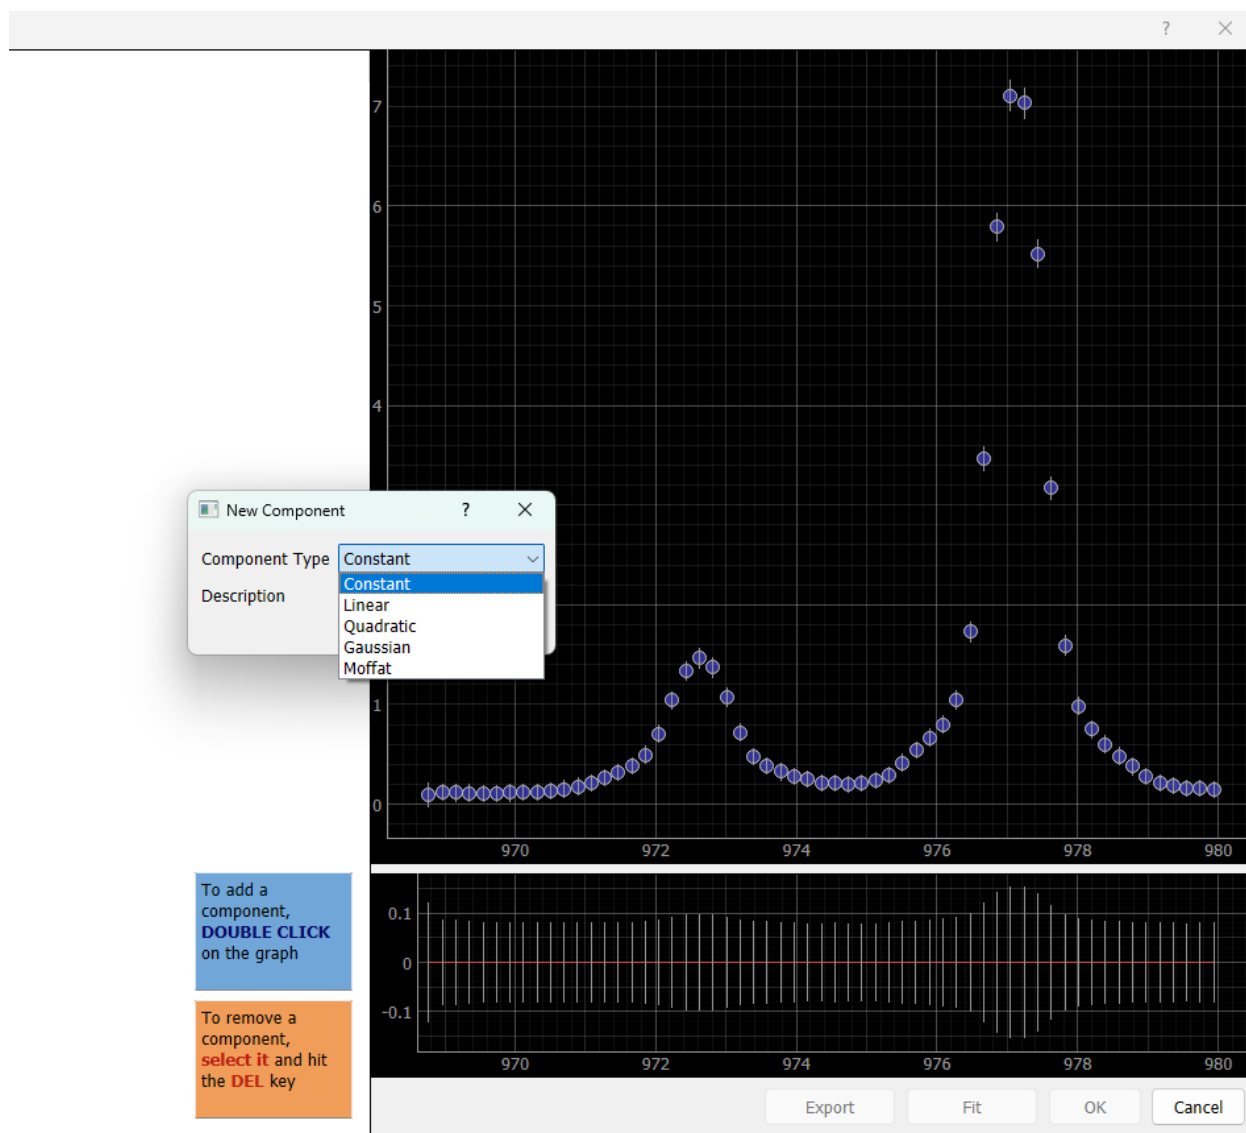 ?
7
6
5
4
1
0
970 972 974 976 978 980
New Component ?
Component Type Constant
Description
Constant
Linear
Quadratic
Gaussian
Moffat
To add a
component,
DOUBLE CLICK
on the graph
To remove a
component,
select it and hit
the DEL key
0.1
0
-0.1
970 972 974 976 978 980
Export Fit OK Cancel